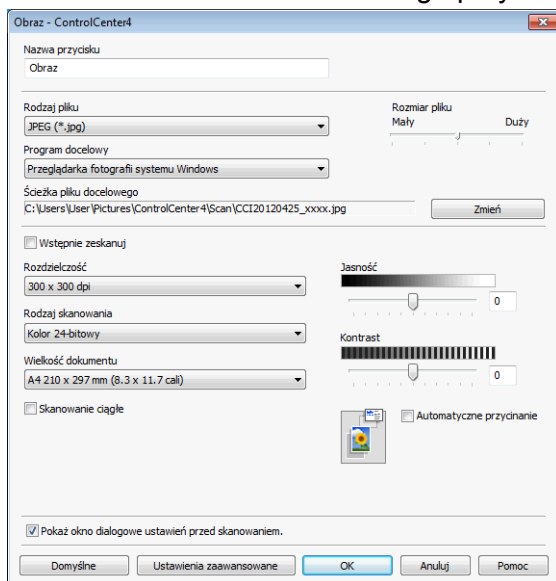 Obraz - ControlCenter4
Nazwa przycisku
Obraz
Rodzaj pliku
JPEG (*.jpg)
Rozmiar pliku
Mały Duży
Program docelowy
Przeglądarka fotografii systemu Windows
Ścieżka pliku docelowego
C:\Users\User\Pictures\ControlCenter4\Scan\CCI20120425_xxxx.jpg
Zmień
Wstępnie zeskanuj
Rozdzielczość
300 x 300 dpi
Rodzaj skanowania
Kolor 24-bitowy
Wielkość dokumentu
A4 210 x 297 mm (8.3 x 11.7 cali)
Skanowanie ciągłe
Jasność
0
Kontrast
0
Automatyczne przycinanie
Pokaż okno dialogowe ustawień przed skanowaniem.
Domyślne Ustawienia zaawansowane OK Anuluj Pomoc